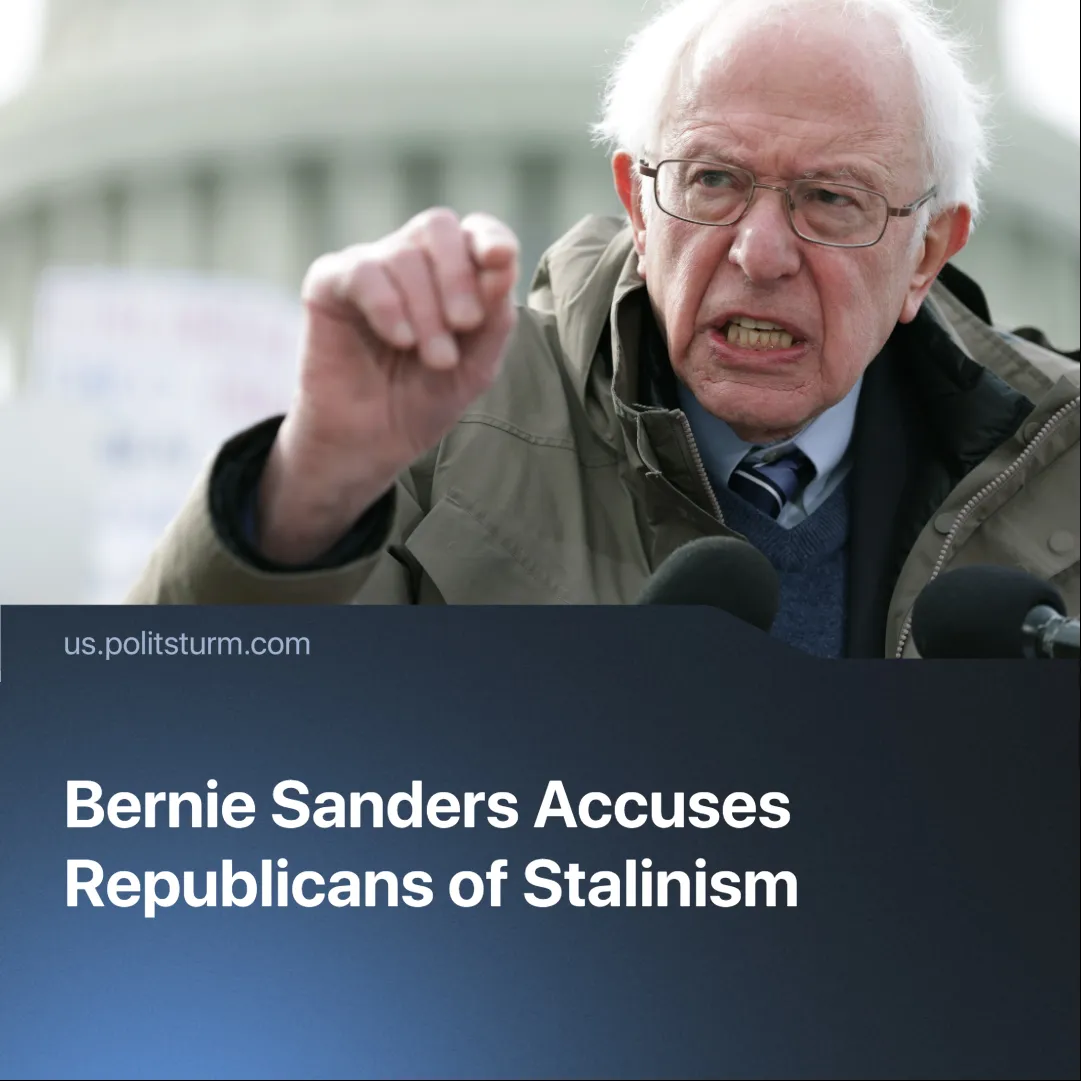 us.politsturm.com
Bernie Sanders Accuses
Republicans of Stalinism